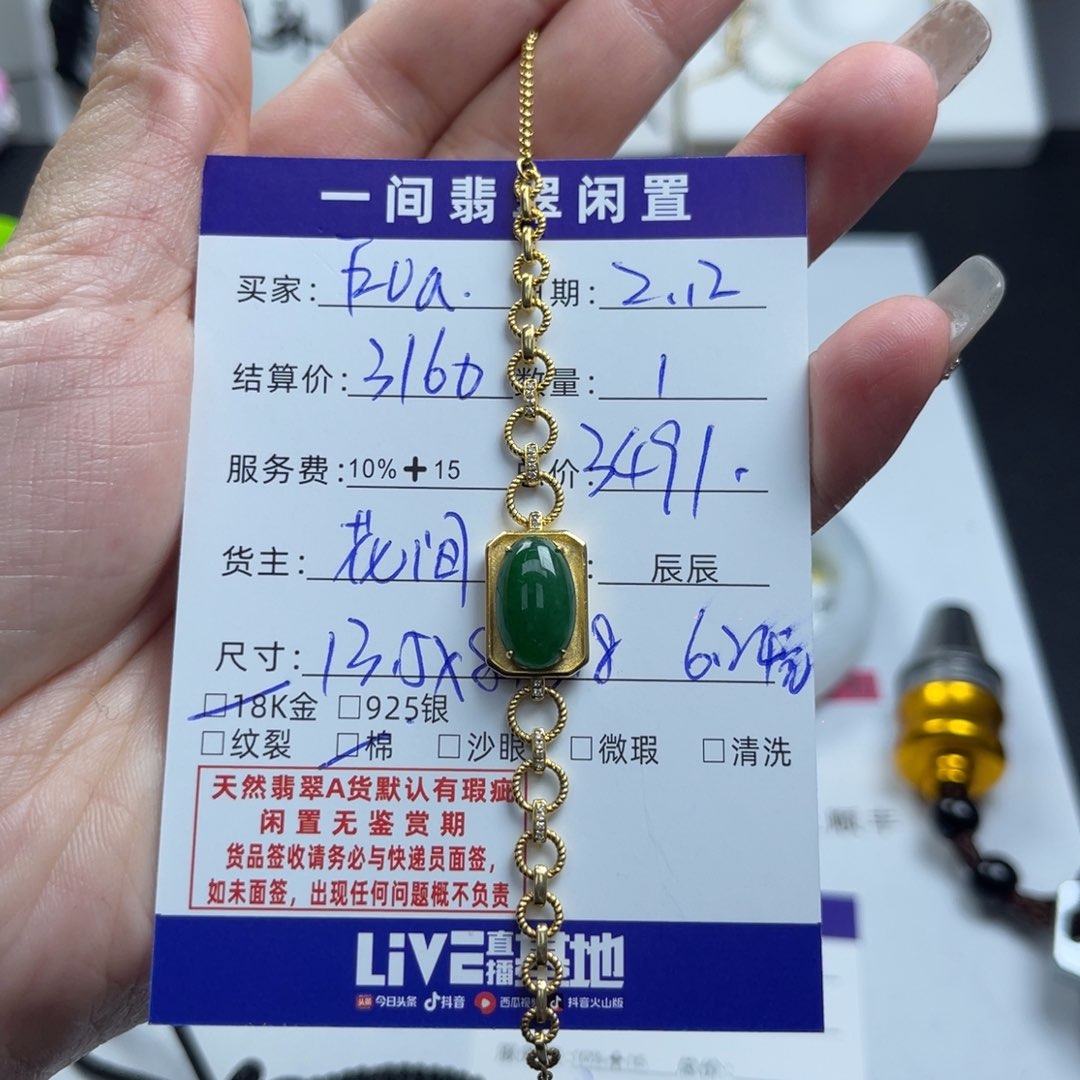 一间翡翠闲置
买家: Eva. 期: 2.12
结算价: 3160 数量: 1
服务费: 10%+15 价: 3491.
货主: 花间 : 辰辰
尺寸: 13.5x8 8 6.24
□18K金 □925银
□纹裂 □棉 □沙眼 □微瑕 □清洗
天然翡翠A货默认有瑕疵
闲置无鉴赏期
货品签收请务必与快递员面签,
如未面签，出现任何问题概不负责
LiVE直播基地
头条 今日头条 抖音 西瓜视 抖音火山版